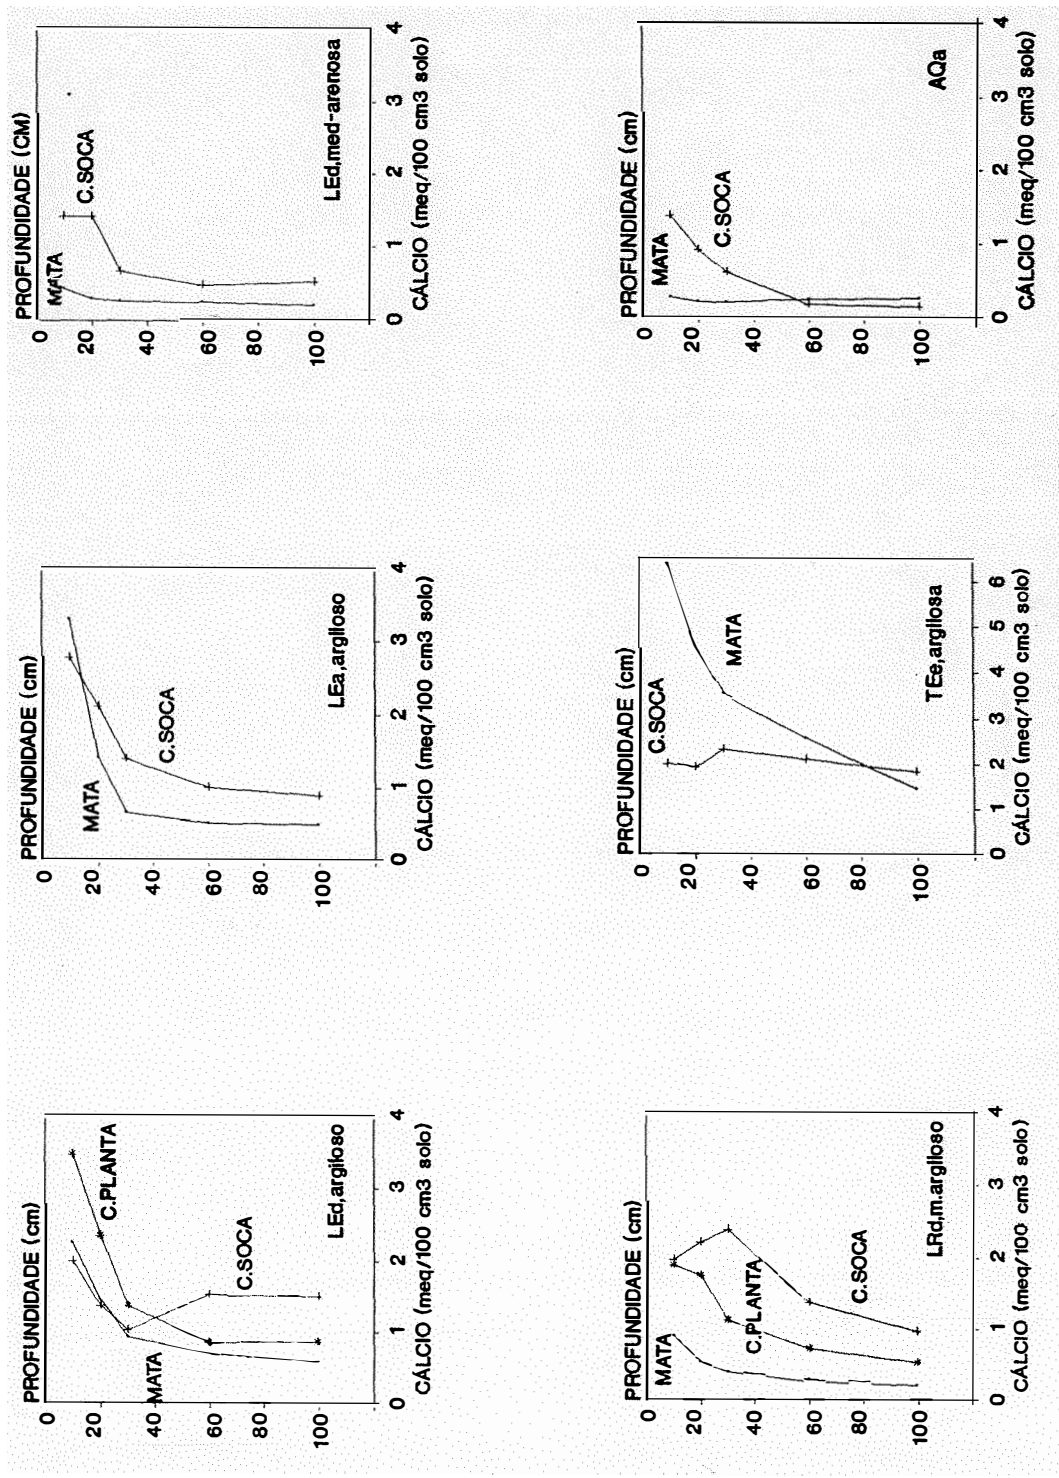 PROFUNDIDADE (cm)
0
20
40
60
80
100
C.PLANTA
C.SOCA
MATA
LEd,argiloso
0 1 2 3 4
CÁLCIO (meq/100 cm3 solo)
PROFUNDIDADE (cm)
0
20
40
60
80
100
MATA
C.SOCA
LEa,argiloso
0 1 2 3 4
CÁLCIO (meq/100 cm3 solo)
PROFUNDIDADE (CM)
0
20
40
60
80
100
MATA
C.SOCA
LEd,med-arenosa
0 1 2 3 4
CÁLCIO (meq/100 cm3 solo)
PROFUNDIDADE (cm)
0
20
40
60
80
100
MATA
C.PLANTA
C.SOCA
LRd,m.argiloso
0 1 2 3 4
CÁLCIO (meq/100 cm3 solo)
PROFUNDIDADE (cm)
0
20
40
60
80
100
C.SOCA
MATA
TEe,argilosa
0 1 2 3 4 5 6
CÁLCIO (meq/100 cm3 solo)
PROFUNDIDADE (cm)
0
20
40
60
80
100
MATA
C.SOCA
AQa
0 1 2 3 4
CÁLCIO (meq/100 cm3 solo)